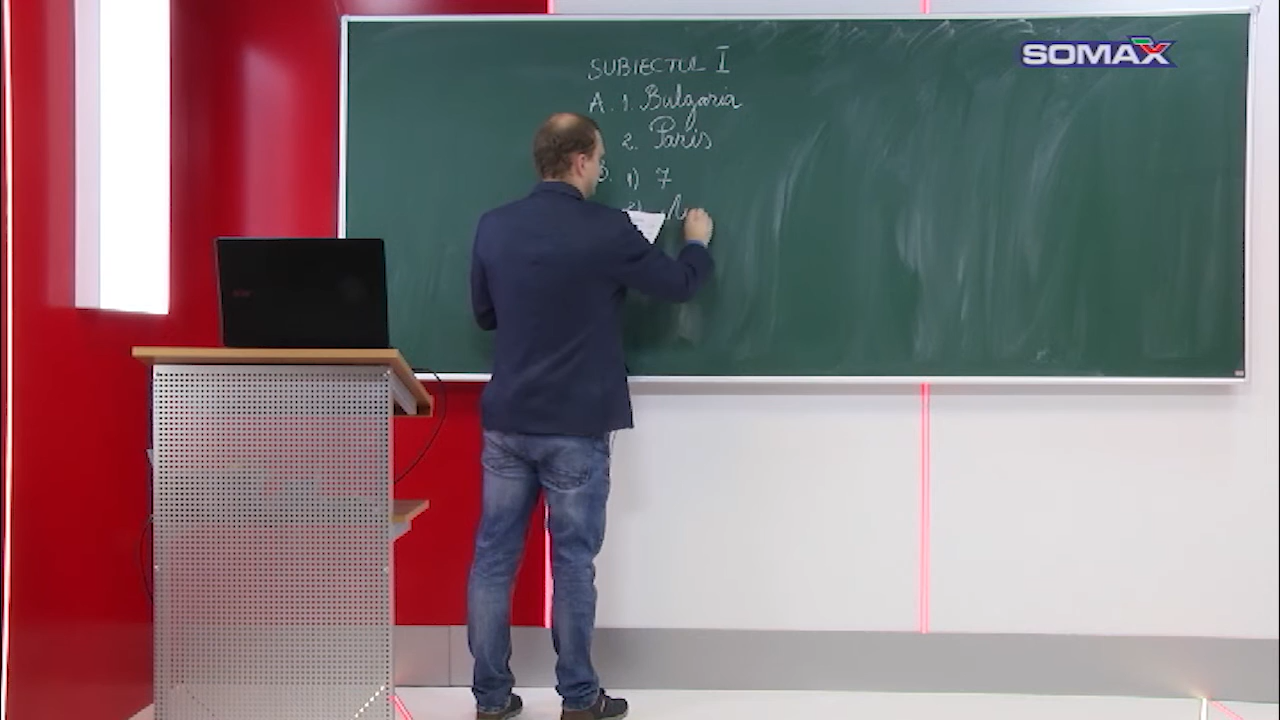 SOMAX
SUBIECTUL I
A. 1. Bulgaria
2. Paris
1) 7